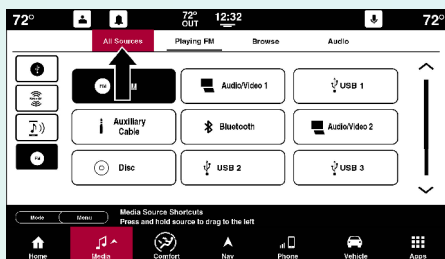 72°
72°
OUT
12:32
72°
All Sources
Playing FM
Browse
Audio
FM
M
Audio/Video 1
USB 1
Auxiliary
Cable
Bluetooth
Audio/Video 2
FM
Disc
USB 2
USB 3
Mode
Menu
Media Source Shortcuts
Press and hold source to drag to the left
Home
Media
Comfort
Nav
Phone
Vehicle
Apps